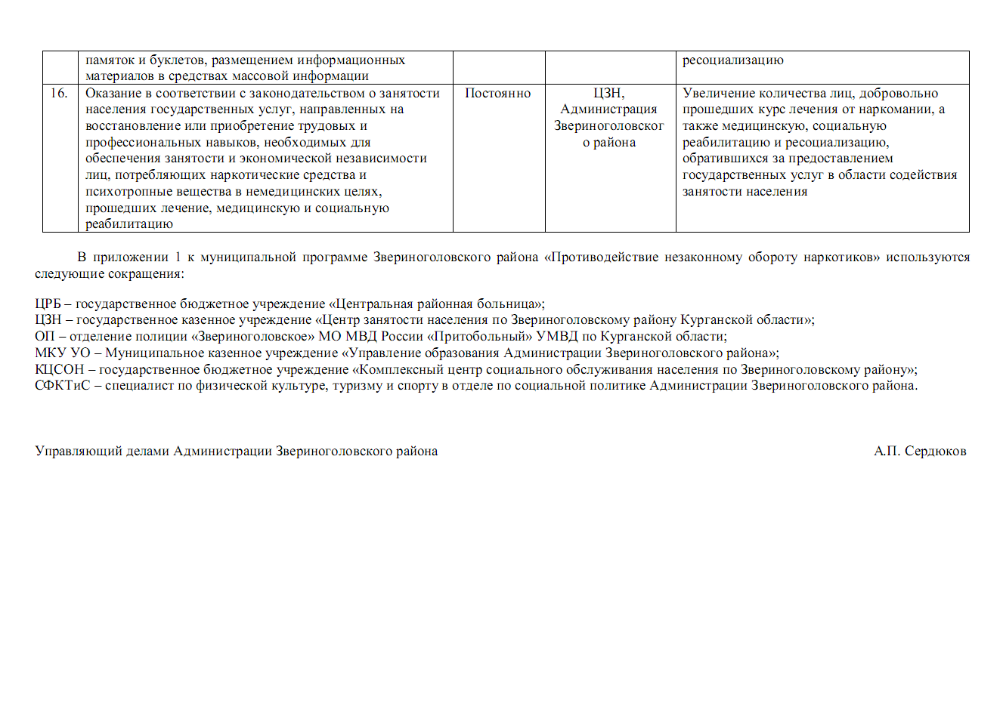 памяток и буклетов, размещением информационных
материалов в средствах массовой информации
ресоциализацию
16.
Оказание в соответствии с законодательством о занятости
населения государственных услуг, направленных на
восстановление или приобретение трудовых и
профессиональных навыков, необходимых для
обеспечения занятости и экономической независимости
лиц, потребляющих наркотические средства и
психотропные вещества в немедицинских целях,
прошедших лечение, медицинскую и социальную
реабилитацию
Постоянно
ЦЗН,
Администрация
Звериноголовског
о района
Увеличение количества лиц, добровольно
прошедших курс лечения от наркомании, а
также медицинскую, социальную
реабилитацию и ресоциализацию,
обратившихся за предоставлением
государственных услуг в области содействия
занятости населения
В приложении 1 к муниципальной программе Звериноголовского района «Противодействие незаконному обороту наркотиков» используются
следующие сокращения:
ЦРБ – государственное бюджетное учреждение «Центральная районная больница»;
ЦЗН – государственное казенное учреждение «Центр занятости населения по Звериноголовскому району Курганской области»;
ОП – отделение полиции «Звериноголовское» МО МВД России «Притобольный» УМВД по Курганской области;
МКУ УО – Муниципальное казенное учреждение «Управление образования Администрации Звериноголовского района»;
КЦСОН – государственное бюджетное учреждение «Комплексный центр социального обслуживания населения по Звериноголовскому району»;
СФКТиС – специалист по физической культуре, туризму и спорту в отделе по социальной политике Администрации Звериноголовского района.
Управляющий делами Администрации Звериноголовского района А.П. Сердюков